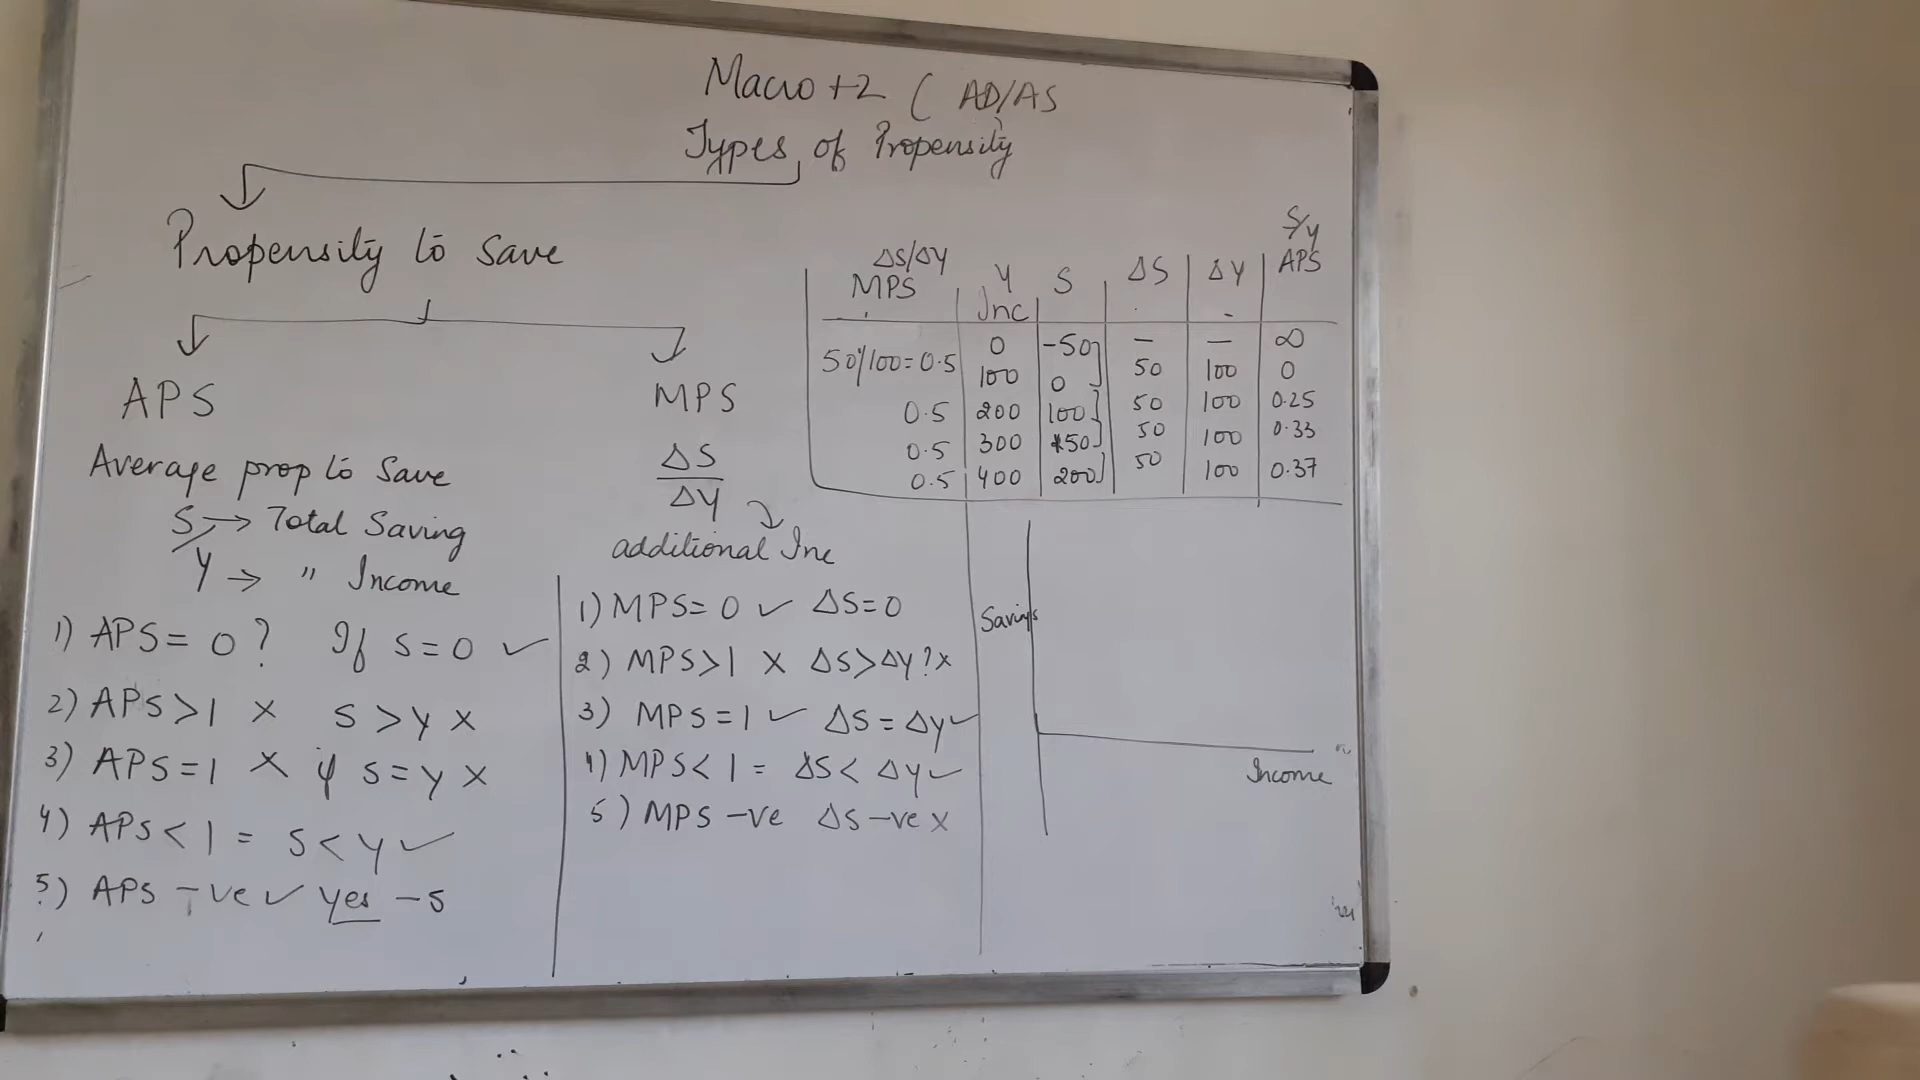 Macro +2 ( AD/AS
Types of Propensity
Propensity to save
APS
Average prop to save
S → Total Saving
Y → " Income
1) APS = 0 ? If S = 0 ✓
2) APS > 1 × S > Y ×
3) APS = 1 × if S = Y ×
4) APS < 1 = S < Y ✓
5) APS -ve ✓ Yes -S
MPS
ΔS
ΔY
additional Inc
1) MPS = 0 ✓ ΔS = 0
2) MPS > 1 × ΔS > ΔY ? ×
3) MPS = 1 ✓ ΔS = ΔY ✓
4) MPS < 1 = ΔS < ΔY ✓
5) MPS -ve ΔS -ve ×
ΔS/ΔY Y S ΔS ΔY S/Y
MPS Inc APS
0 -50 — — ∞
50/100=0.5 100 0 50 100 0
0.5 200 100 50 100 0.25
0.5 300 150 50 100 0.33
0.5 400 200 50 100 0.37
Savings
Income